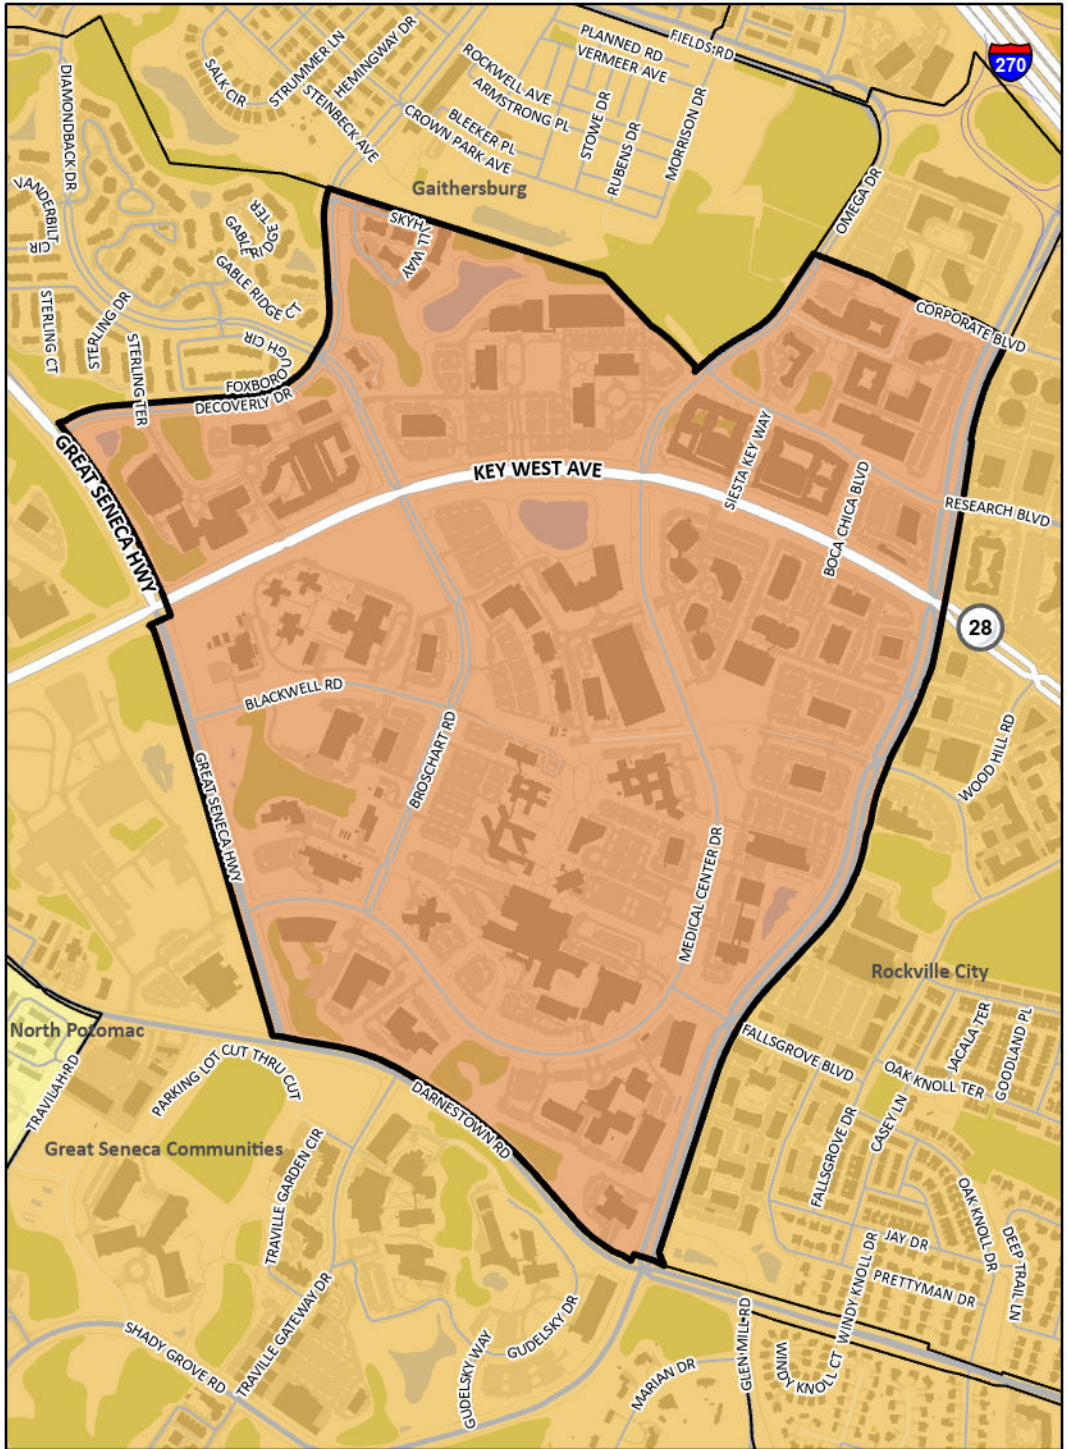 PLANNED RD
VERMEER AVE
FIELDS RD
270
DIAMONDBACK DR
SALK CIR
STRUMMER LN
HEMINGWAY DR
STEINBECK AVE
ROCKWELL AVE
ARMSTRONG PL
BLEEKER PL
CROWN PARK AVE
STOWE DR
RUBENS DR
MORRISON DR
OMEGA DR
Gaithersburg
VANDERBILT
CIR
GABLE
RIDGE TER
GABLE RIDGE CT
SKYHALL WAY
STERLING CT
STERLING DR
STERLING TER
FOXBOROUGH CIR
DECOVERLY DR
CORPORATE BLVD
GREAT SENECA HWY
KEY WEST AVE
SIESTA KEY WAY
BOCA CHICA BLVD
RESEARCH BLVD
28
BLACKWELL RD
BROSCHART RD
WOOD HILL RD
GREAT SENECA HWY
MEDICAL CENTER DR
Rockville City
North Potomac
TRAVILAH RD
PARKING LOT CUT THRU CUT
DARNESTOWN RD
FALLSGROVE BLVD
JACALA TER
GOODLAND PL
OAK KNOLL TER
CASEY LN
FALLSGROVE DR
Great Seneca Communities
TRAVILLE GARDEN CIR
OAK KNOLL DR
DEEP TRAIL LN
JAY DR
PRETTYMAN DR
WINDY KNOLL DR
TRAVILLE GATEWAY DR
SHADY GROVE RD
GUDELSKY DR
GUDELSKY WAY
MARIAN DR
GLEN MILL RD
WINDY KNOLL CT